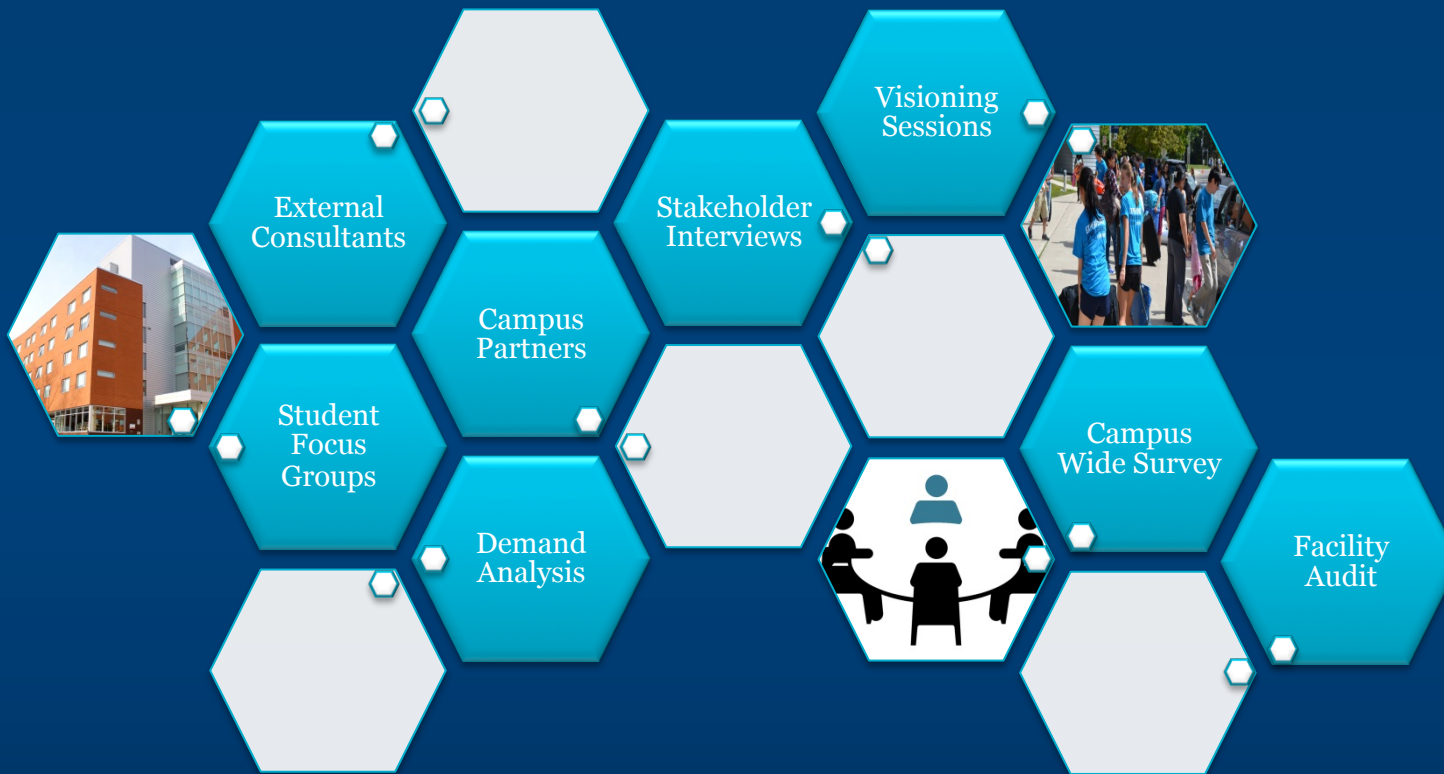 Visioning
Sessions
External
Consultants
Stakeholder
Interviews
Campus
Partners
Student
Focus
Groups
Campus
Wide Survey
Demand
Analysis
Facility
Audit